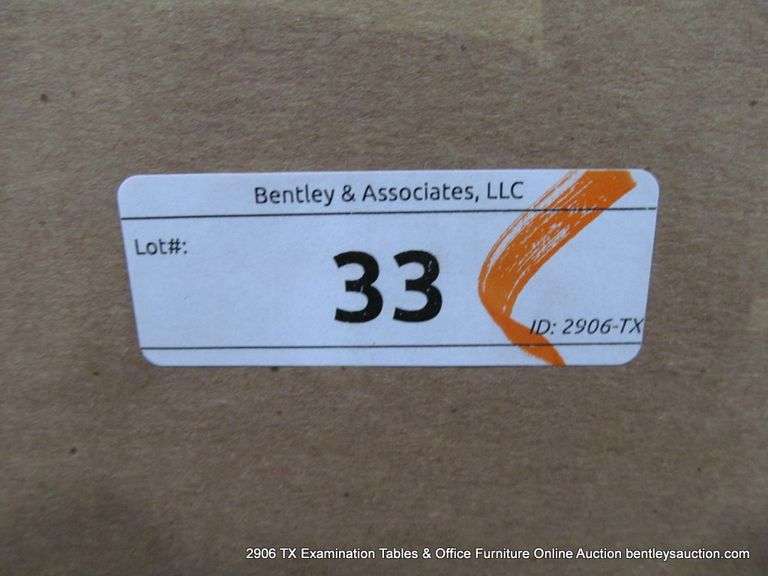 Bentley & Associates, LLC
Lot#:
33
ID: 2906-TX
2906 TX Examination Tables & Office Furniture Online Auction bentleysauction.com